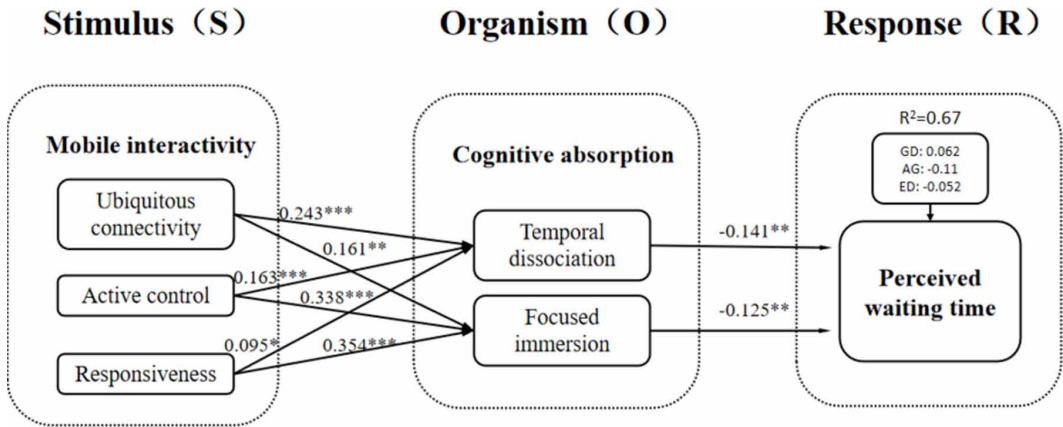 Stimulus（S）
Organism（O）
Response（R）
Mobile interactivity
Ubiquitous
connectivity
Active control
Responsiveness
0.243***
0.161**
0.163***
0.338***
0.095*
0.354***
Cognitive absorption
Temporal
dissociation
Focused
immersion
-0.141**
-0.125**
R²=0.67
GD: 0.062
AG: -0.11
ED: -0.052
Perceived
waiting time